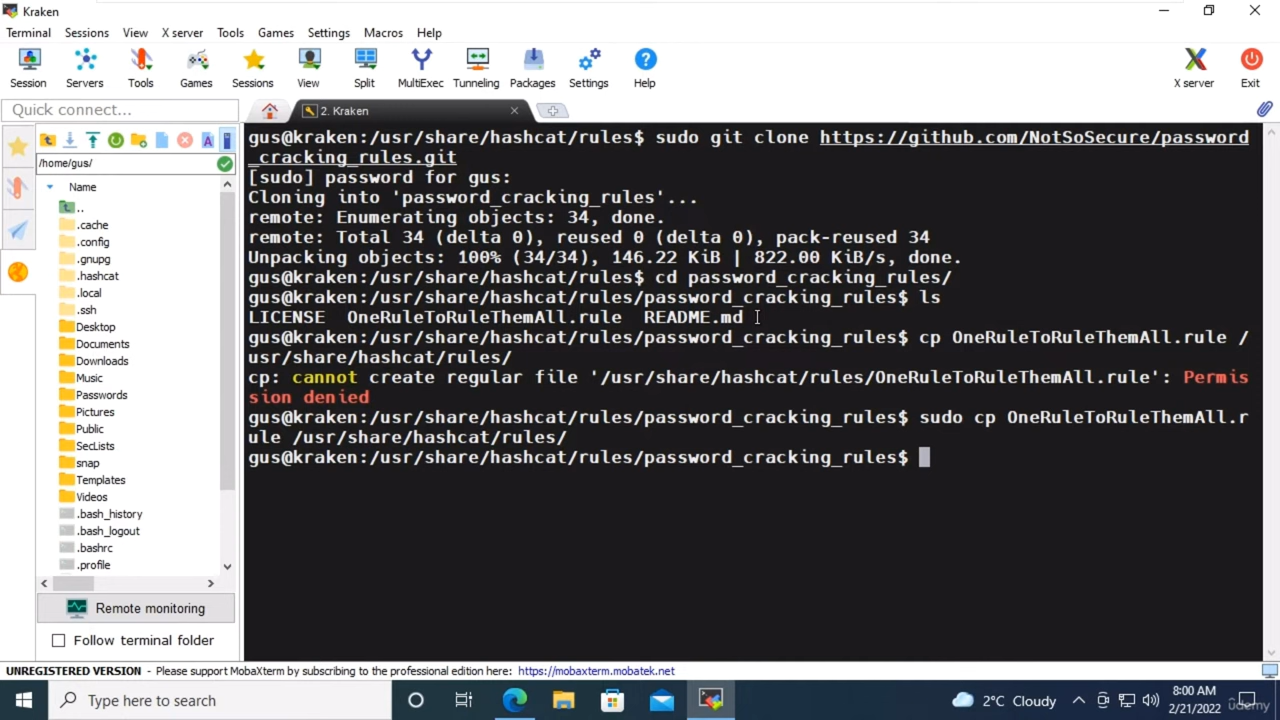 Kraken
Terminal Sessions View X server Tools Games Settings Macros Help
Session Servers Tools Games Sessions View Split MultiExec Tunneling Packages Settings Help X server Exit
Quick connect...
2. Kraken
/home/gus/
Name
..
.cache
.config
.gnupg
.hashcat
.local
.ssh
Desktop
Documents
Downloads
Music
Passwords
Pictures
Public
SecLists
snap
Templates
Videos
.bash_history
.bash_logout
.bashrc
.profile
Remote monitoring
Follow terminal folder
gus@kraken:/usr/share/hashcat/rules$ sudo git clone https://github.com/NotSoSecure/password
_cracking_rules.git
[sudo] password for gus:
Cloning into 'password_cracking_rules'...
remote: Enumerating objects: 34, done.
remote: Total 34 (delta 0), reused 0 (delta 0), pack-reused 34
Unpacking objects: 100% (34/34), 146.22 KiB | 822.00 KiB/s, done.
gus@kraken:/usr/share/hashcat/rules$ cd password_cracking_rules/
gus@kraken:/usr/share/hashcat/rules/password_cracking_rules$ ls
LICENSE OneRuleToRuleThemAll.rule README.md
gus@kraken:/usr/share/hashcat/rules/password_cracking_rules$ cp OneRuleToRuleThemAll.rule /
usr/share/hashcat/rules/
cp: cannot create regular file '/usr/share/hashcat/rules/OneRuleToRuleThemAll.rule': Permis
sion denied
gus@kraken:/usr/share/hashcat/rules/password_cracking_rules$ sudo cp OneRuleToRuleThemAll.r
ule /usr/share/hashcat/rules/
gus@kraken:/usr/share/hashcat/rules/password_cracking_rules$
UNREGISTERED VERSION - Please support MobaXterm by subscribing to the professional edition here: https://mobaxterm.mobatek.net
Type here to search
2°C Cloudy
8:00 AM
2/21/2022
udemy